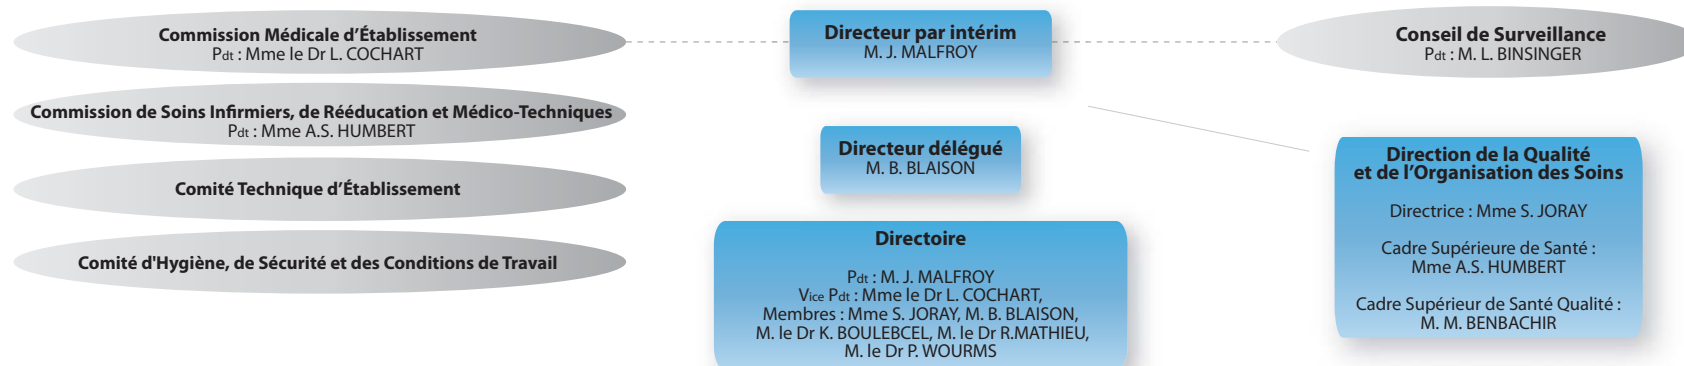 Commission Médicale d'Établissement
Pdt : Mme le Dr L. COCHART
Commission de Soins Infirmiers, de Rééducation et Médico-Techniques
Pdt : Mme A.S. HUMBERT
Comité Technique d'Établissement
Comité d'Hygiène, de Sécurité et des Conditions de Travail
Directeur par intérim
M. J. MALFROY
Directeur délégué
M. B. BLAISON
Directoire
Pdt : M. J. MALFROY
Vice Pdt : Mme le Dr L. COCHART,
Membres : Mme S. JORAY, M. B. BLAISON,
M. le Dr K. BOULEBCEL, M. le Dr R.MATHIEU,
M. le Dr P. WOURMS
Conseil de Surveillance
Pdt : M. L. BINSINGER
Direction de la Qualité
et de l'Organisation des Soins
Directrice : Mme S. JORAY
Cadre Supérieure de Santé :
Mme A.S. HUMBERT
Cadre Supérieur de Santé Qualité :
M. M. BENBACHIR